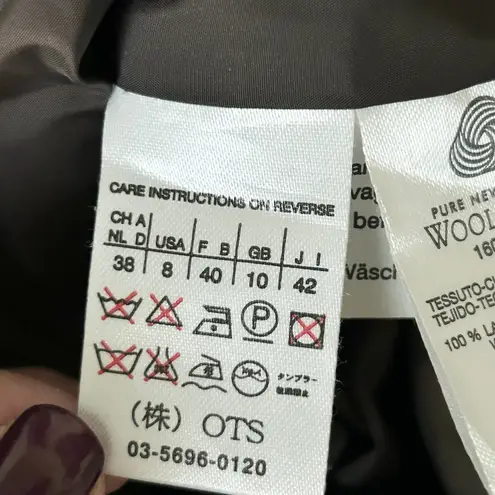 CARE INSTRUCTIONS ON REVERSE
CH A
NL D USA F B GB J I
38 8 40 10 42
P
タンブラー
(株) OTS
03-5696-0120
Wäsch
PURE NEW
WOOL
TESSUTO-
TEJIDO-TE
100 % LA